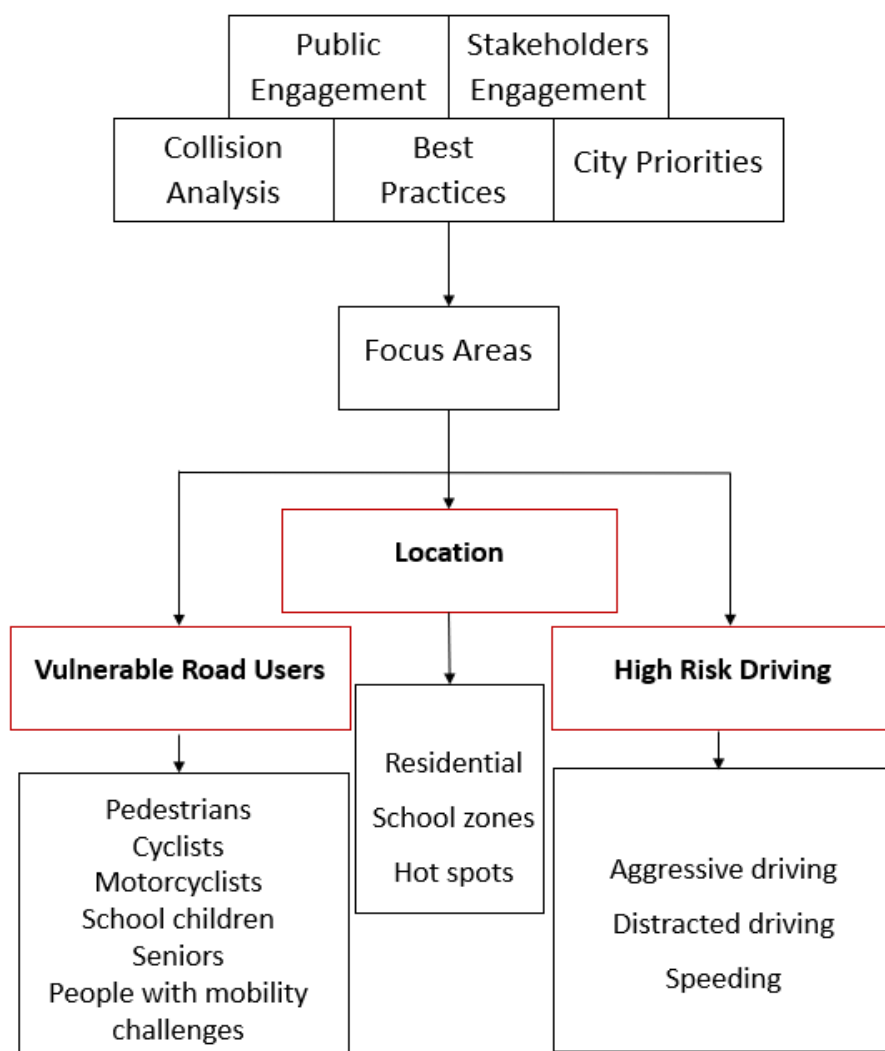 Public
Engagement
Stakeholders
Engagement
Collision
Analysis
Best
Practices
City Priorities
Focus Areas
Location
Vulnerable Road Users
High Risk Driving
Residential
School zones
Hot spots
Pedestrians
Cyclists
Motorcyclists
School children
Seniors
People with mobility
challenges
Aggressive driving
Distracted driving
Speeding